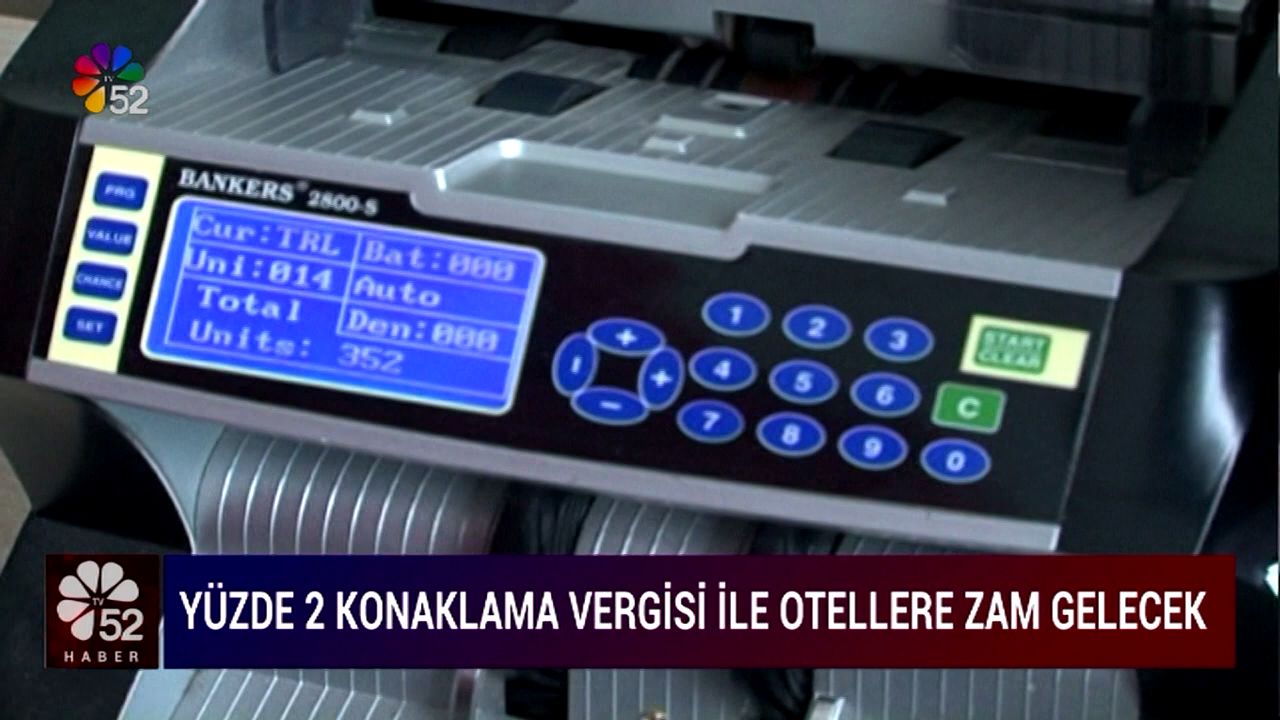 TV
52
BANKERS® 2800-S
PRG
VALUE
CHANGE
SET
Cur:TRL Bat:000
Uni:014 Auto
Total Den:000
Units: 352
1 2 3
4 5 6
7 8 9 0
START
CLEAR
C
TV
52
HABER
YÜZDE 2 KONAKLAMA VERGİSİ İLE OTELLERE ZAM GELECEK